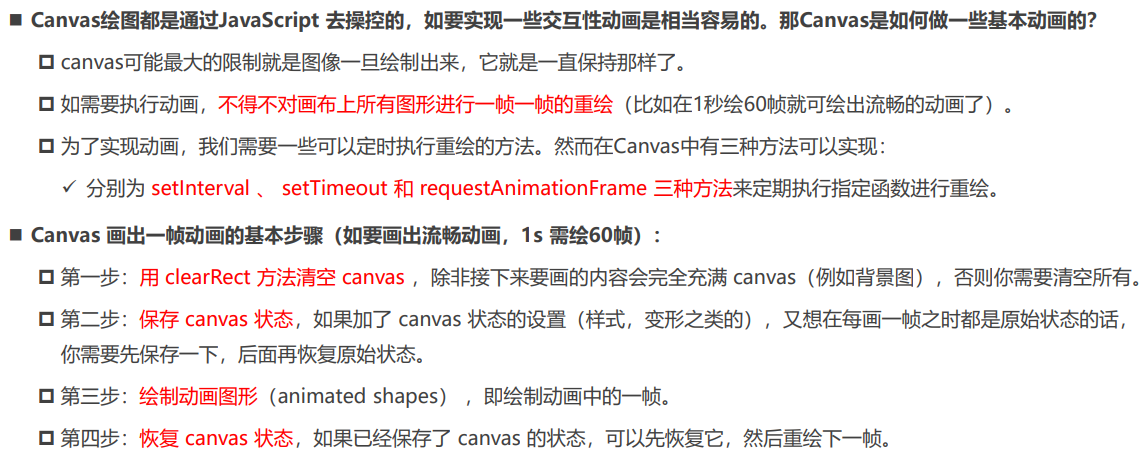 ■ Canvas绘图都是通过JavaScript 去操控的，如要实现一些交互性动画是相当容易的。那Canvas是如何做一些基本动画的？
canvas可能最大的限制就是图像一旦绘制出来，它就是一直保持那样了。
如需要执行动画，不得不对画布上所有图形进行一帧一帧的重绘（比如在1秒绘60帧就可绘出流畅的动画了）。
为了实现动画，我们需要一些可以定时执行重绘的方法。然而在Canvas中有三种方法可以实现：
✓ 分别为 setInterval 、 setTimeout 和 requestAnimationFrame 三种方法来定期执行指定函数进行重绘。
■ Canvas 画出一帧动画的基本步骤（如要画出流畅动画，1s 需绘60帧）：
第一步：用 clearRect 方法清空 canvas ，除非接下来要画的内容会完全充满 canvas（例如背景图），否则你需要清空所有。
第二步：保存 canvas 状态，如果加了 canvas 状态的设置（样式，变形之类的），又想在每画一帧之时都是原始状态的话，
你需要先保存一下，后面再恢复原始状态。
第三步：绘制动画图形（animated shapes） ，即绘制动画中的一帧。
第四步：恢复 canvas 状态，如果已经保存了 canvas 的状态，可以先恢复它，然后重绘下一帧。